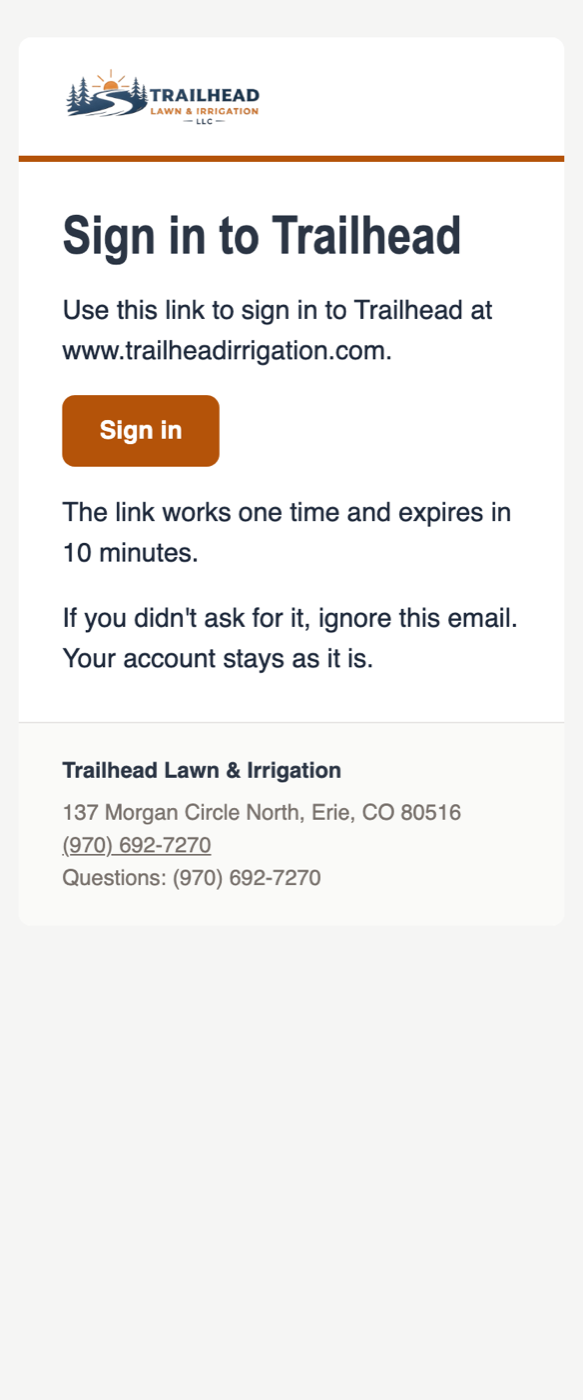 TRAILHEAD
LAWN & IRRIGATION
LLC
Sign in to Trailhead
Use this link to sign in to Trailhead at
www.trailheadirrigation.com.
Sign in
The link works one time and expires in
10 minutes.
If you didn't ask for it, ignore this email.
Your account stays as it is.
Trailhead Lawn & Irrigation
137 Morgan Circle North, Erie, CO 80516
(970) 692-7270
Questions: (970) 692-7270